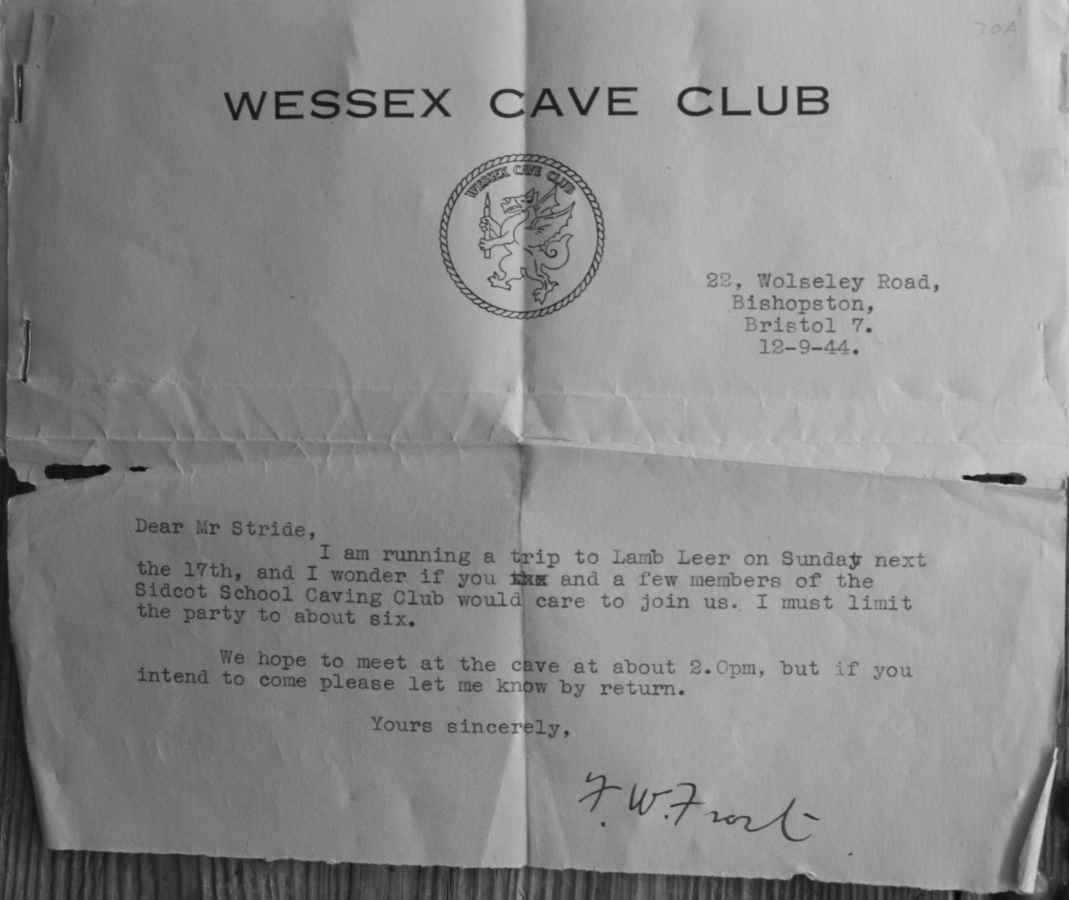 70A
WESSEX CAVE CLUB
WESSEX CAVE CLUB
22, Wolseley Road,
Bishopston,
Bristol 7.
12-9-44.
Dear Mr Stride,
I am running a trip to Lamb Leer on Sunday next
the 17th, and I wonder if you and a few members of the
Sidcot School Caving Club would care to join us. I must limit
the party to about six.
We hope to meet at the cave at about 2.0pm, but if you
intend to come please let me know by return.
Yours sincerely,
F.W.Frost